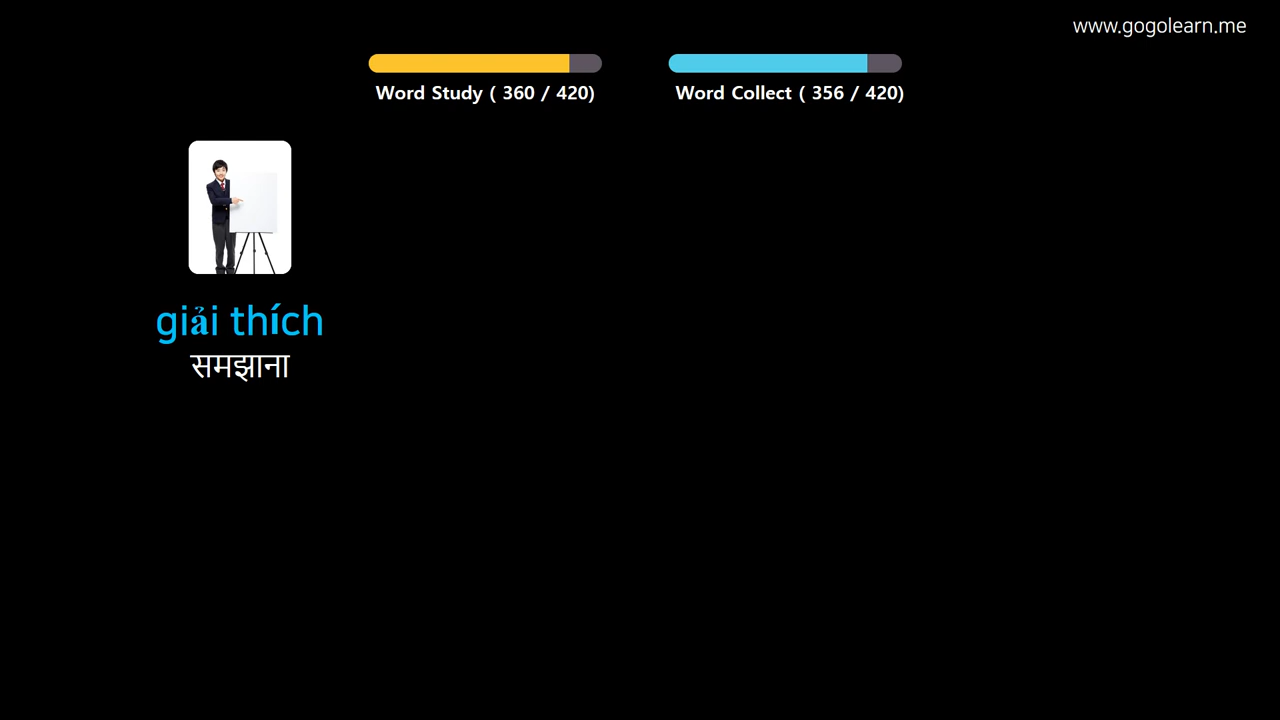 www.gogolearn.me
Word Study ( 360 / 420)
Word Collect ( 356 / 420)
giải thích
समझाना